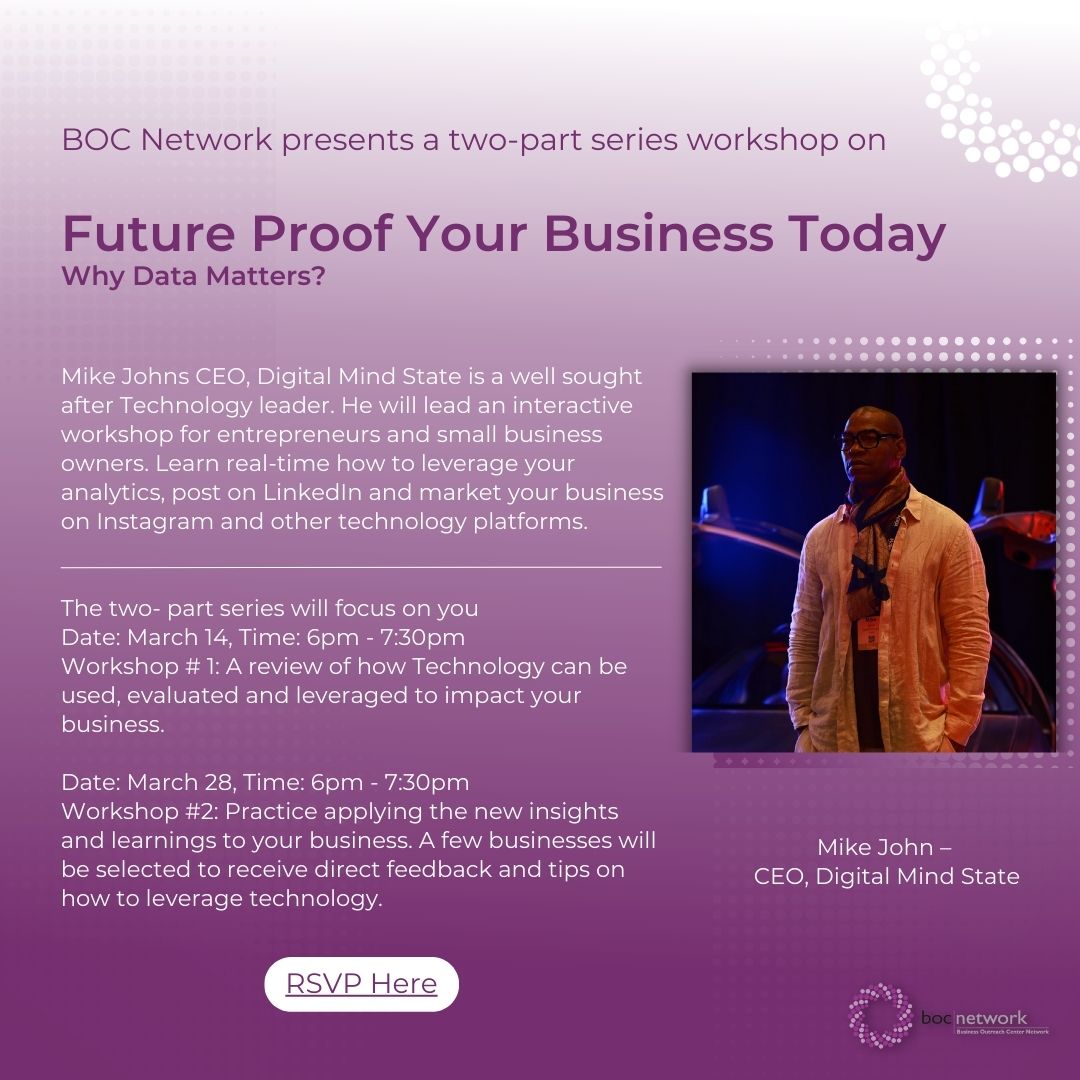 BOC Network presents a two-part series workshop on
Future Proof Your Business Today
Why Data Matters?
Mike Johns CEO, Digital Mind State is a well sought
after Technology leader. He will lead an interactive
workshop for entrepreneurs and small business
owners. Learn real-time how to leverage your
analytics, post on LinkedIn and market your business
on Instagram and other technology platforms.
The two- part series will focus on you
Date: March 14, Time: 6pm - 7:30pm
Workshop # 1: A review of how Technology can be
used, evaluated and leveraged to impact your
business.
Date: March 28, Time: 6pm - 7:30pm
Workshop #2: Practice applying the new insights
and learnings to your business. A few businesses will
be selected to receive direct feedback and tips on
how to leverage technology.
RSVP Here
Mike John –
CEO, Digital Mind State
boc network
Business Outreach Center Network